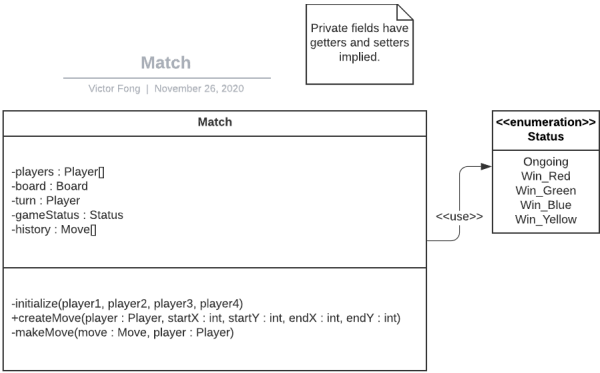 Private fields have
getters and setters
implied.
Match
Victor Fong | November 26, 2020
Match
-players : Player[]
-board : Board
-turn : Player
-gameStatus : Status
-history : Move[]
-initialize(player1, player2, player3, player4)
+createMove(player : Player, startX : int, startY : int, endX : int, endY : int)
-makeMove(move : Move, player : Player)
<<use>>
<<enumeration>>
Status
Ongoing
Win_Red
Win_Green
Win_Blue
Win_Yellow